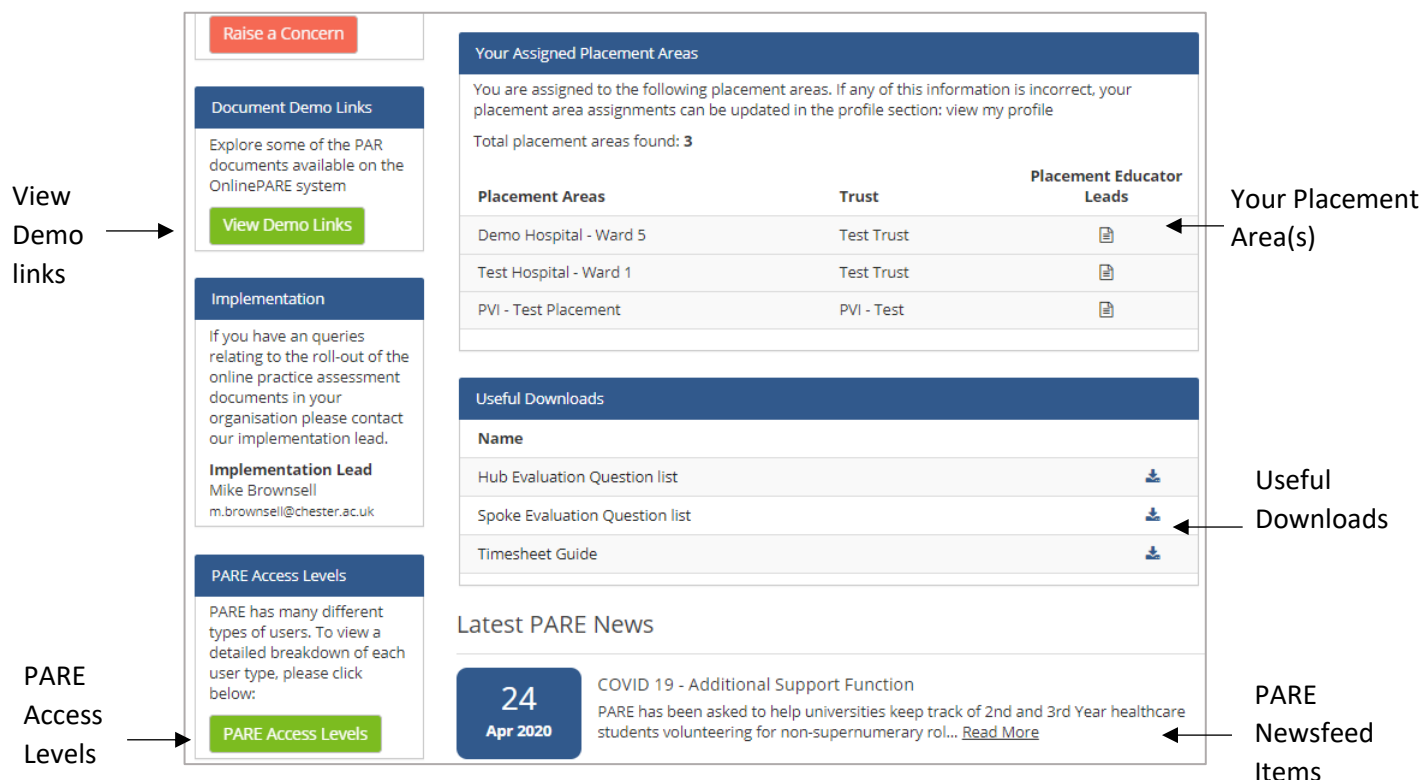 Raise a Concern
Document Demo Links
Explore some of the PAR
documents available on the
OnlinePARE system
View Demo Links
Implementation
If you have an queries
relating to the roll-out of the
online practice assessment
documents in your
organisation please contact
our implementation lead.
Implementation Lead
Mike Brownsell
m.brownsell@chester.ac.uk
PARE Access Levels
PARE has many different
types of users. To view a
detailed breakdown of each
user type, please click
below:
PARE Access Levels
Your Assigned Placement Areas
You are assigned to the following placement areas. If any of this information is incorrect, your
placement area assignments can be updated in the profile section: view my profile
Total placement areas found: 3
Placement Areas Trust Placement Educator
Leads
Demo Hospital - Ward 5 Test Trust
Test Hospital - Ward 1 Test Trust
PVI - Test Placement PVI - Test
Useful Downloads
Name
Hub Evaluation Question list
Spoke Evaluation Question list
Timesheet Guide
Latest PARE News
24
Apr 2020
COVID 19 - Additional Support Function
PARE has been asked to help universities keep track of 2nd and 3rd Year healthcare
students volunteering for non-supernumerary rol... Read More
View
Demo
links
PARE
Access
Levels
Your Placement
Area(s)
Useful
Downloads
PARE
Newsfeed
Items